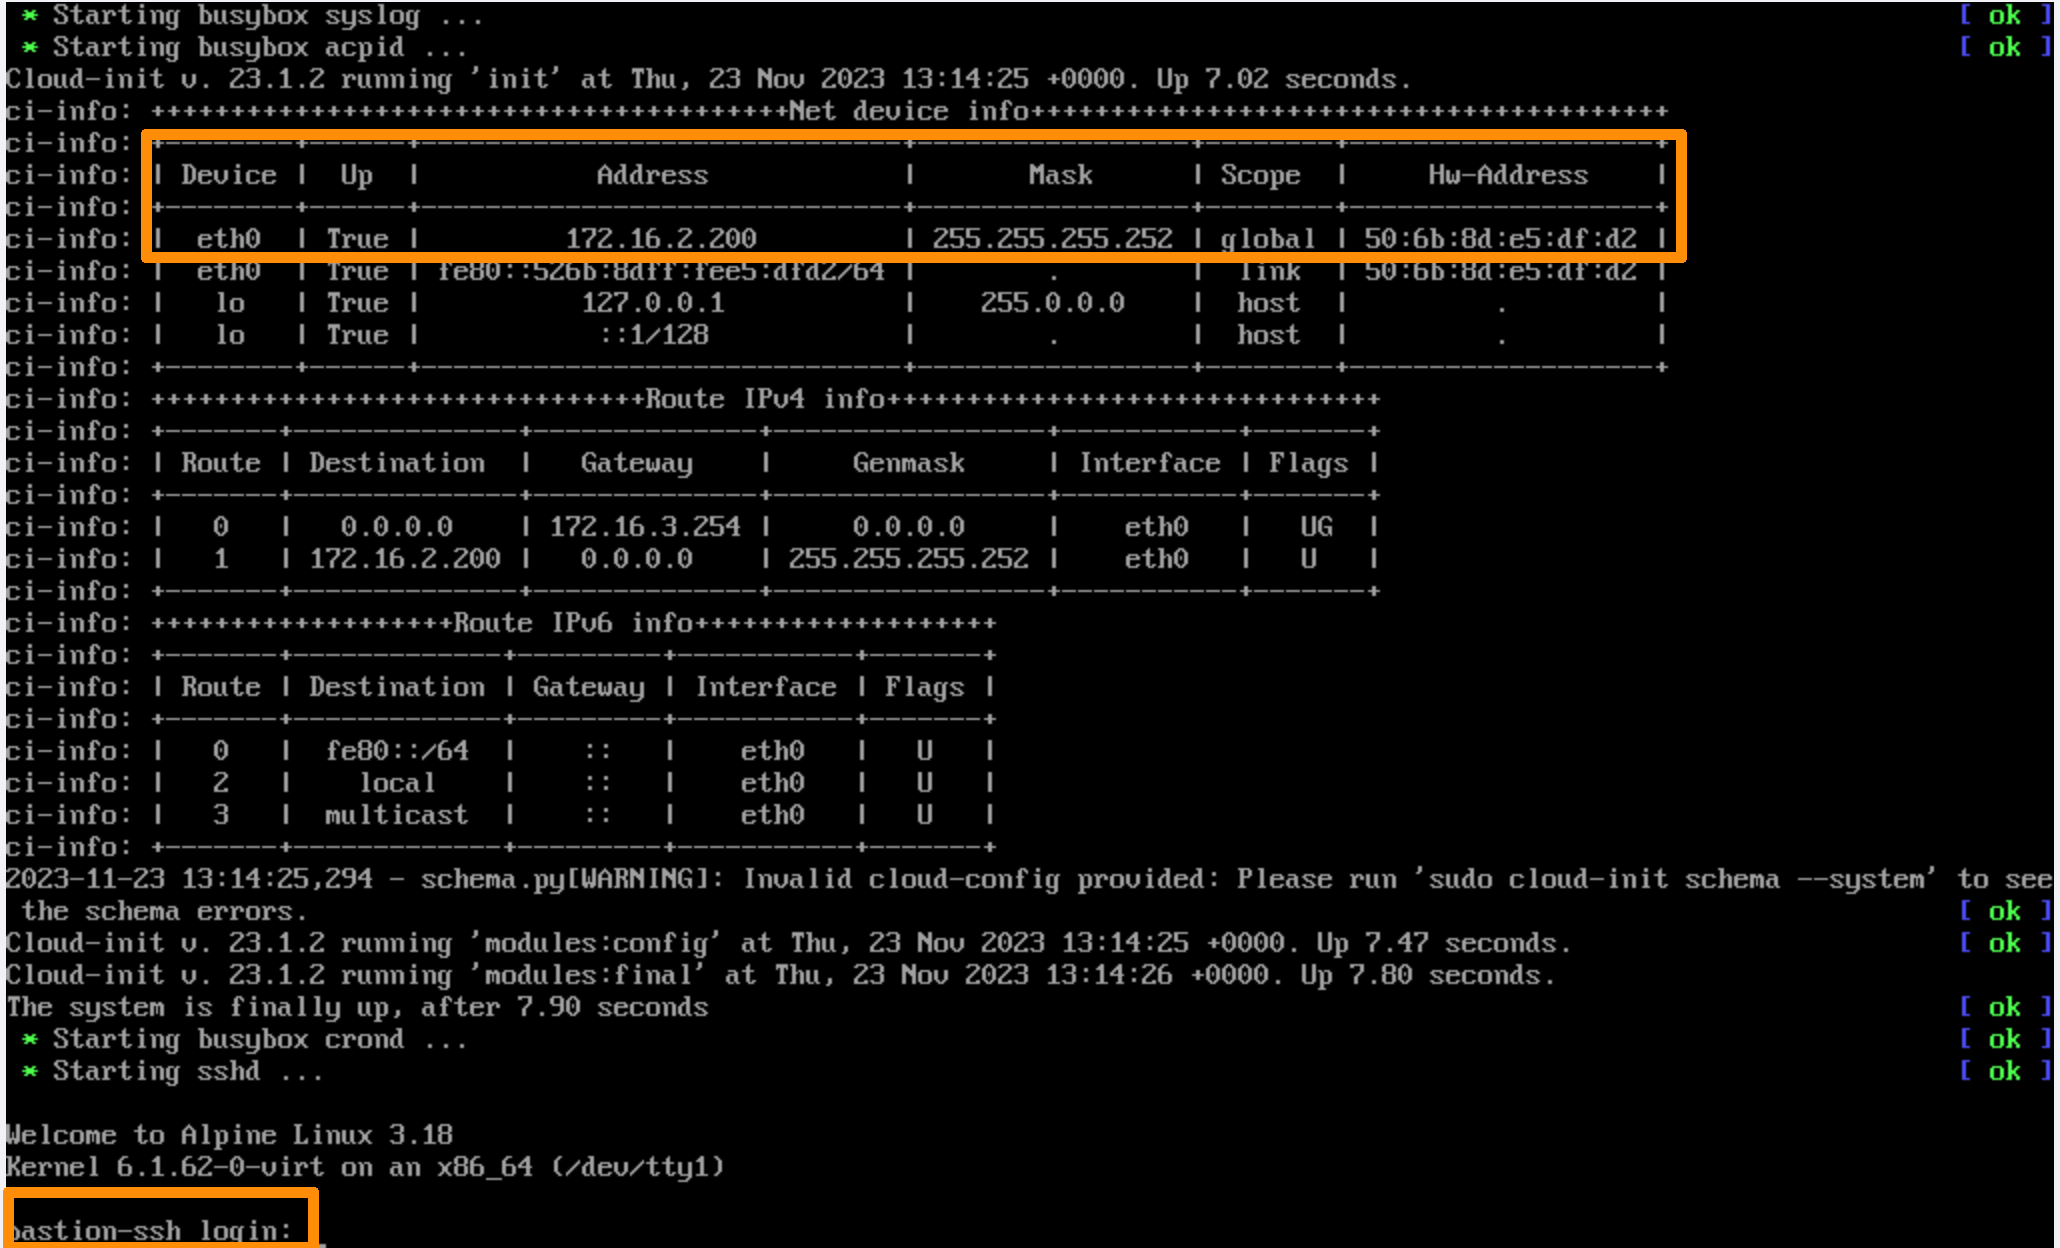 * Starting busybox syslog ... [ ok ]
* Starting busybox acpid ... [ ok ]
Cloud-init v. 23.1.2 running 'init' at Thu, 23 Nov 2023 13:14:25 +0000. Up 7.02 seconds.
ci-info: ++++++++++++++++++++++++++++++++++++++++Net device info++++++++++++++++++++++++++++++++++++++++
ci-info: +--------+------+------------------------------+-----------------+--------+-------------------+
ci-info: | Device | Up | Address | Mask | Scope | Hw-Address |
ci-info: +--------+------+------------------------------+-----------------+--------+-------------------+
ci-info: | eth0 | True | 172.16.2.200 | 255.255.255.252 | global | 50:6b:8d:e5:df:d2 |
ci-info: | eth0 | True | fe80::526b:8dff:fee5:dfd2/64 | . | link | 50:6b:8d:e5:df:d2 |
ci-info: | lo | True | 127.0.0.1 | 255.0.0.0 | host | . |
ci-info: | lo | True | ::1/128 | . | host | . |
ci-info: +--------+------+------------------------------+-----------------+--------+-------------------+
ci-info: +++++++++++++++++++++++++++++++Route IPv4 info+++++++++++++++++++++++++++++++
ci-info: +-------+--------------+--------------+-----------------+-----------+-------+
ci-info: | Route | Destination | Gateway | Genmask | Interface | Flags |
ci-info: +-------+--------------+--------------+-----------------+-----------+-------+
ci-info: | 0 | 0.0.0.0 | 172.16.3.254 | 0.0.0.0 | eth0 | UG |
ci-info: | 1 | 172.16.2.200 | 0.0.0.0 | 255.255.255.252 | eth0 | U |
ci-info: +-------+--------------+--------------+-----------------+-----------+-------+
ci-info: +++++++++++++++++++Route IPv6 info+++++++++++++++++++
ci-info: +-------+-------------+---------+-----------+-------+
ci-info: | Route | Destination | Gateway | Interface | Flags |
ci-info: +-------+-------------+---------+-----------+-------+
ci-info: | 0 | fe80::/64 | :: | eth0 | U |
ci-info: | 2 | local | :: | eth0 | U |
ci-info: | 3 | multicast | :: | eth0 | U |
ci-info: +-------+-------------+---------+-----------+-------+
2023-11-23 13:14:25,294 - schema.py[WARNING]: Invalid cloud-config provided: Please run 'sudo cloud-init schema --system' to see
the schema errors. [ ok ]
Cloud-init v. 23.1.2 running 'modules:config' at Thu, 23 Nov 2023 13:14:25 +0000. Up 7.47 seconds. [ ok ]
Cloud-init v. 23.1.2 running 'modules:final' at Thu, 23 Nov 2023 13:14:26 +0000. Up 7.80 seconds.
The system is finally up, after 7.90 seconds [ ok ]
* Starting busybox crond ... [ ok ]
* Starting sshd ... [ ok ]
Welcome to Alpine Linux 3.18
Kernel 6.1.62-0-virt on an x86_64 (/dev/tty1)
bastion-ssh login: _